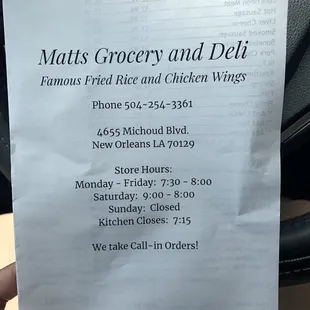 Matts Grocery and Deli
Famous Fried Rice and Chicken Wings
Phone 504-254-3361
4655 Michoud Blvd.
New Orleans LA 70129
Store Hours:
Monday - Friday: 7:30 - 8:00
Saturday: 9:00 - 8:00
Sunday: Closed
Kitchen Closes: 7:15
We take Call-in Orders!